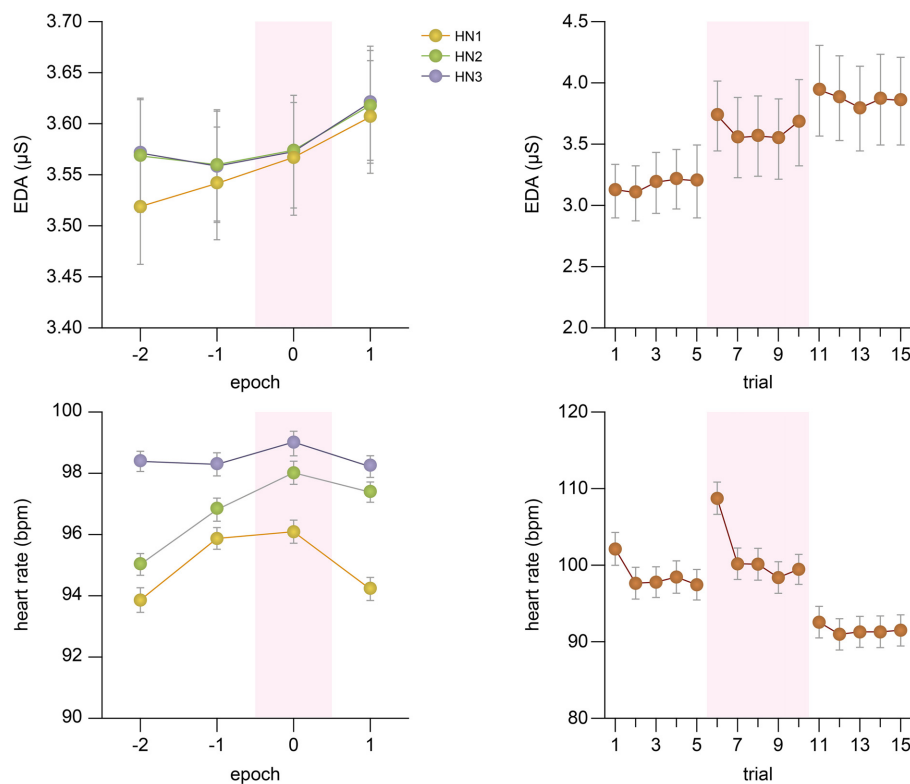 3.70
3.65
3.60
3.55
3.50
3.45
3.40
EDA (µS)
-2 -1 0 1
epoch
HN1
HN2
HN3
4.5
4.0
3.5
3.0
2.5
2.0
EDA (µS)
1 3 5 7 9 11 13 15
trial
100
98
96
94
92
90
heart rate (bpm)
-2 -1 0 1
epoch
120
110
100
90
80
heart rate (bpm)
1 3 5 7 9 11 13 15
trial